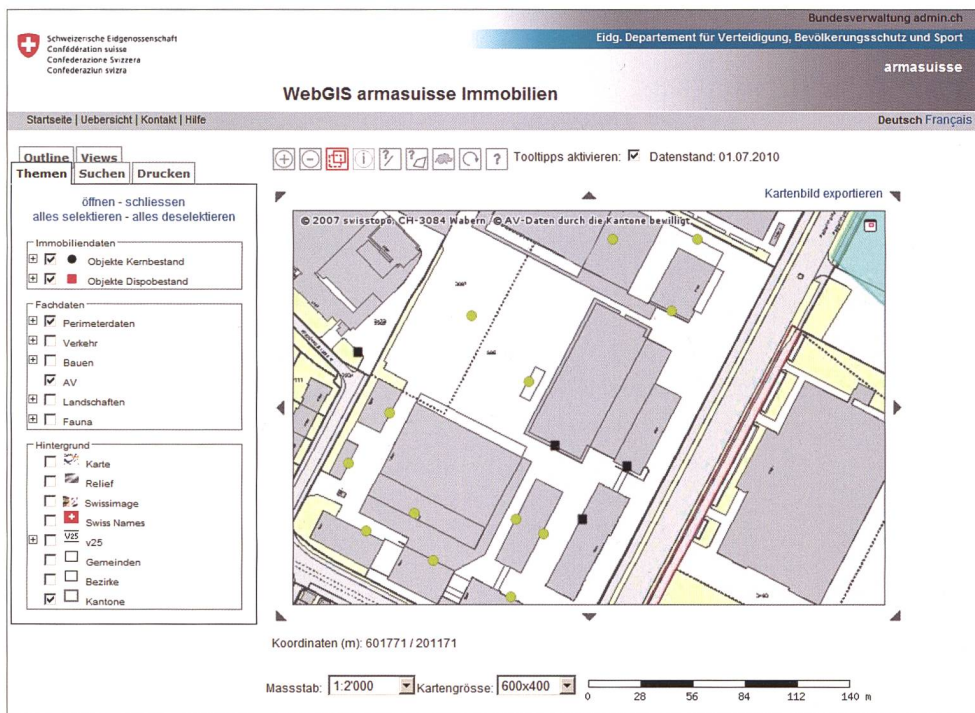 Schweizerische Eidgenossenschaft
Confédération suisse
Confederazione Svizzera
Confederaziun svizra
Bundesverwaltung admin.ch
Eidg. Departement für Verteidigung, Bevölkerungsschutz und Sport
armasuisse
WebGIS armasuisse Immobilien
Startseite | Uebersicht | Kontakt | Hilfe
Deutsch Français
Outline Views
Themen Suchen Drucken
öffnen - schliessen
alles selektieren - alles deselektieren
Immobiliendaten
Objekte Kernbestand
Objekte Dispobestand
Fachdaten
Perimeterdaten
Verkehr
Bauen
AV
Landschaften
Fauna
Hintergrund
Karte
Relief
Swissimage
Swiss Names
V25 v25
Gemeinden
Bezirke
Kantone
Tooltipps aktivieren: Datenstand: 01.07.2010
Kartenbild exportieren
© 2007 swisstopo, CH-3084 Wabern / © AV-Daten durch die Kantone bewilligt
Koordinaten (m): 601771 / 201171
Massstab: 1:2'000 Kartengrösse: 600x400
0 28 56 84 112 140 m